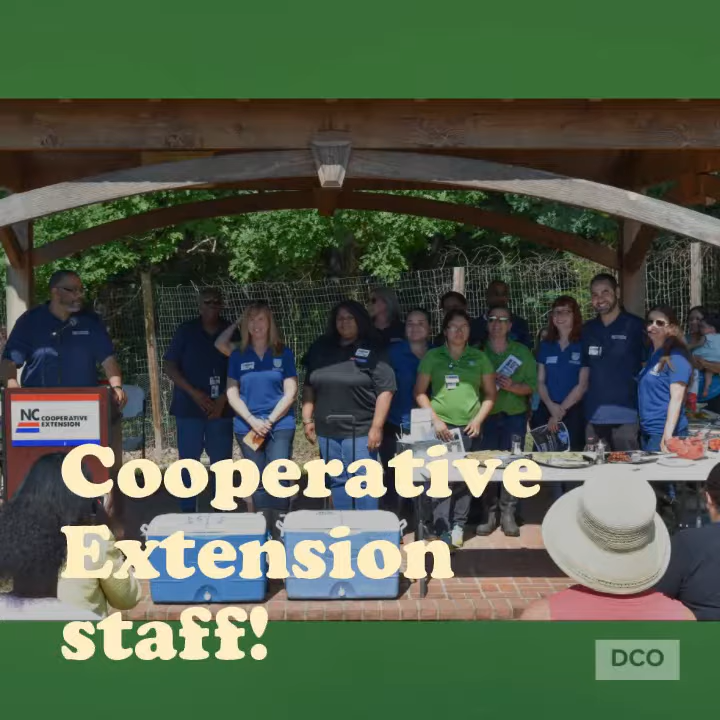 NC COOPERATIVE
EXTENSION
Cooperative
Extension
staff!
DCO